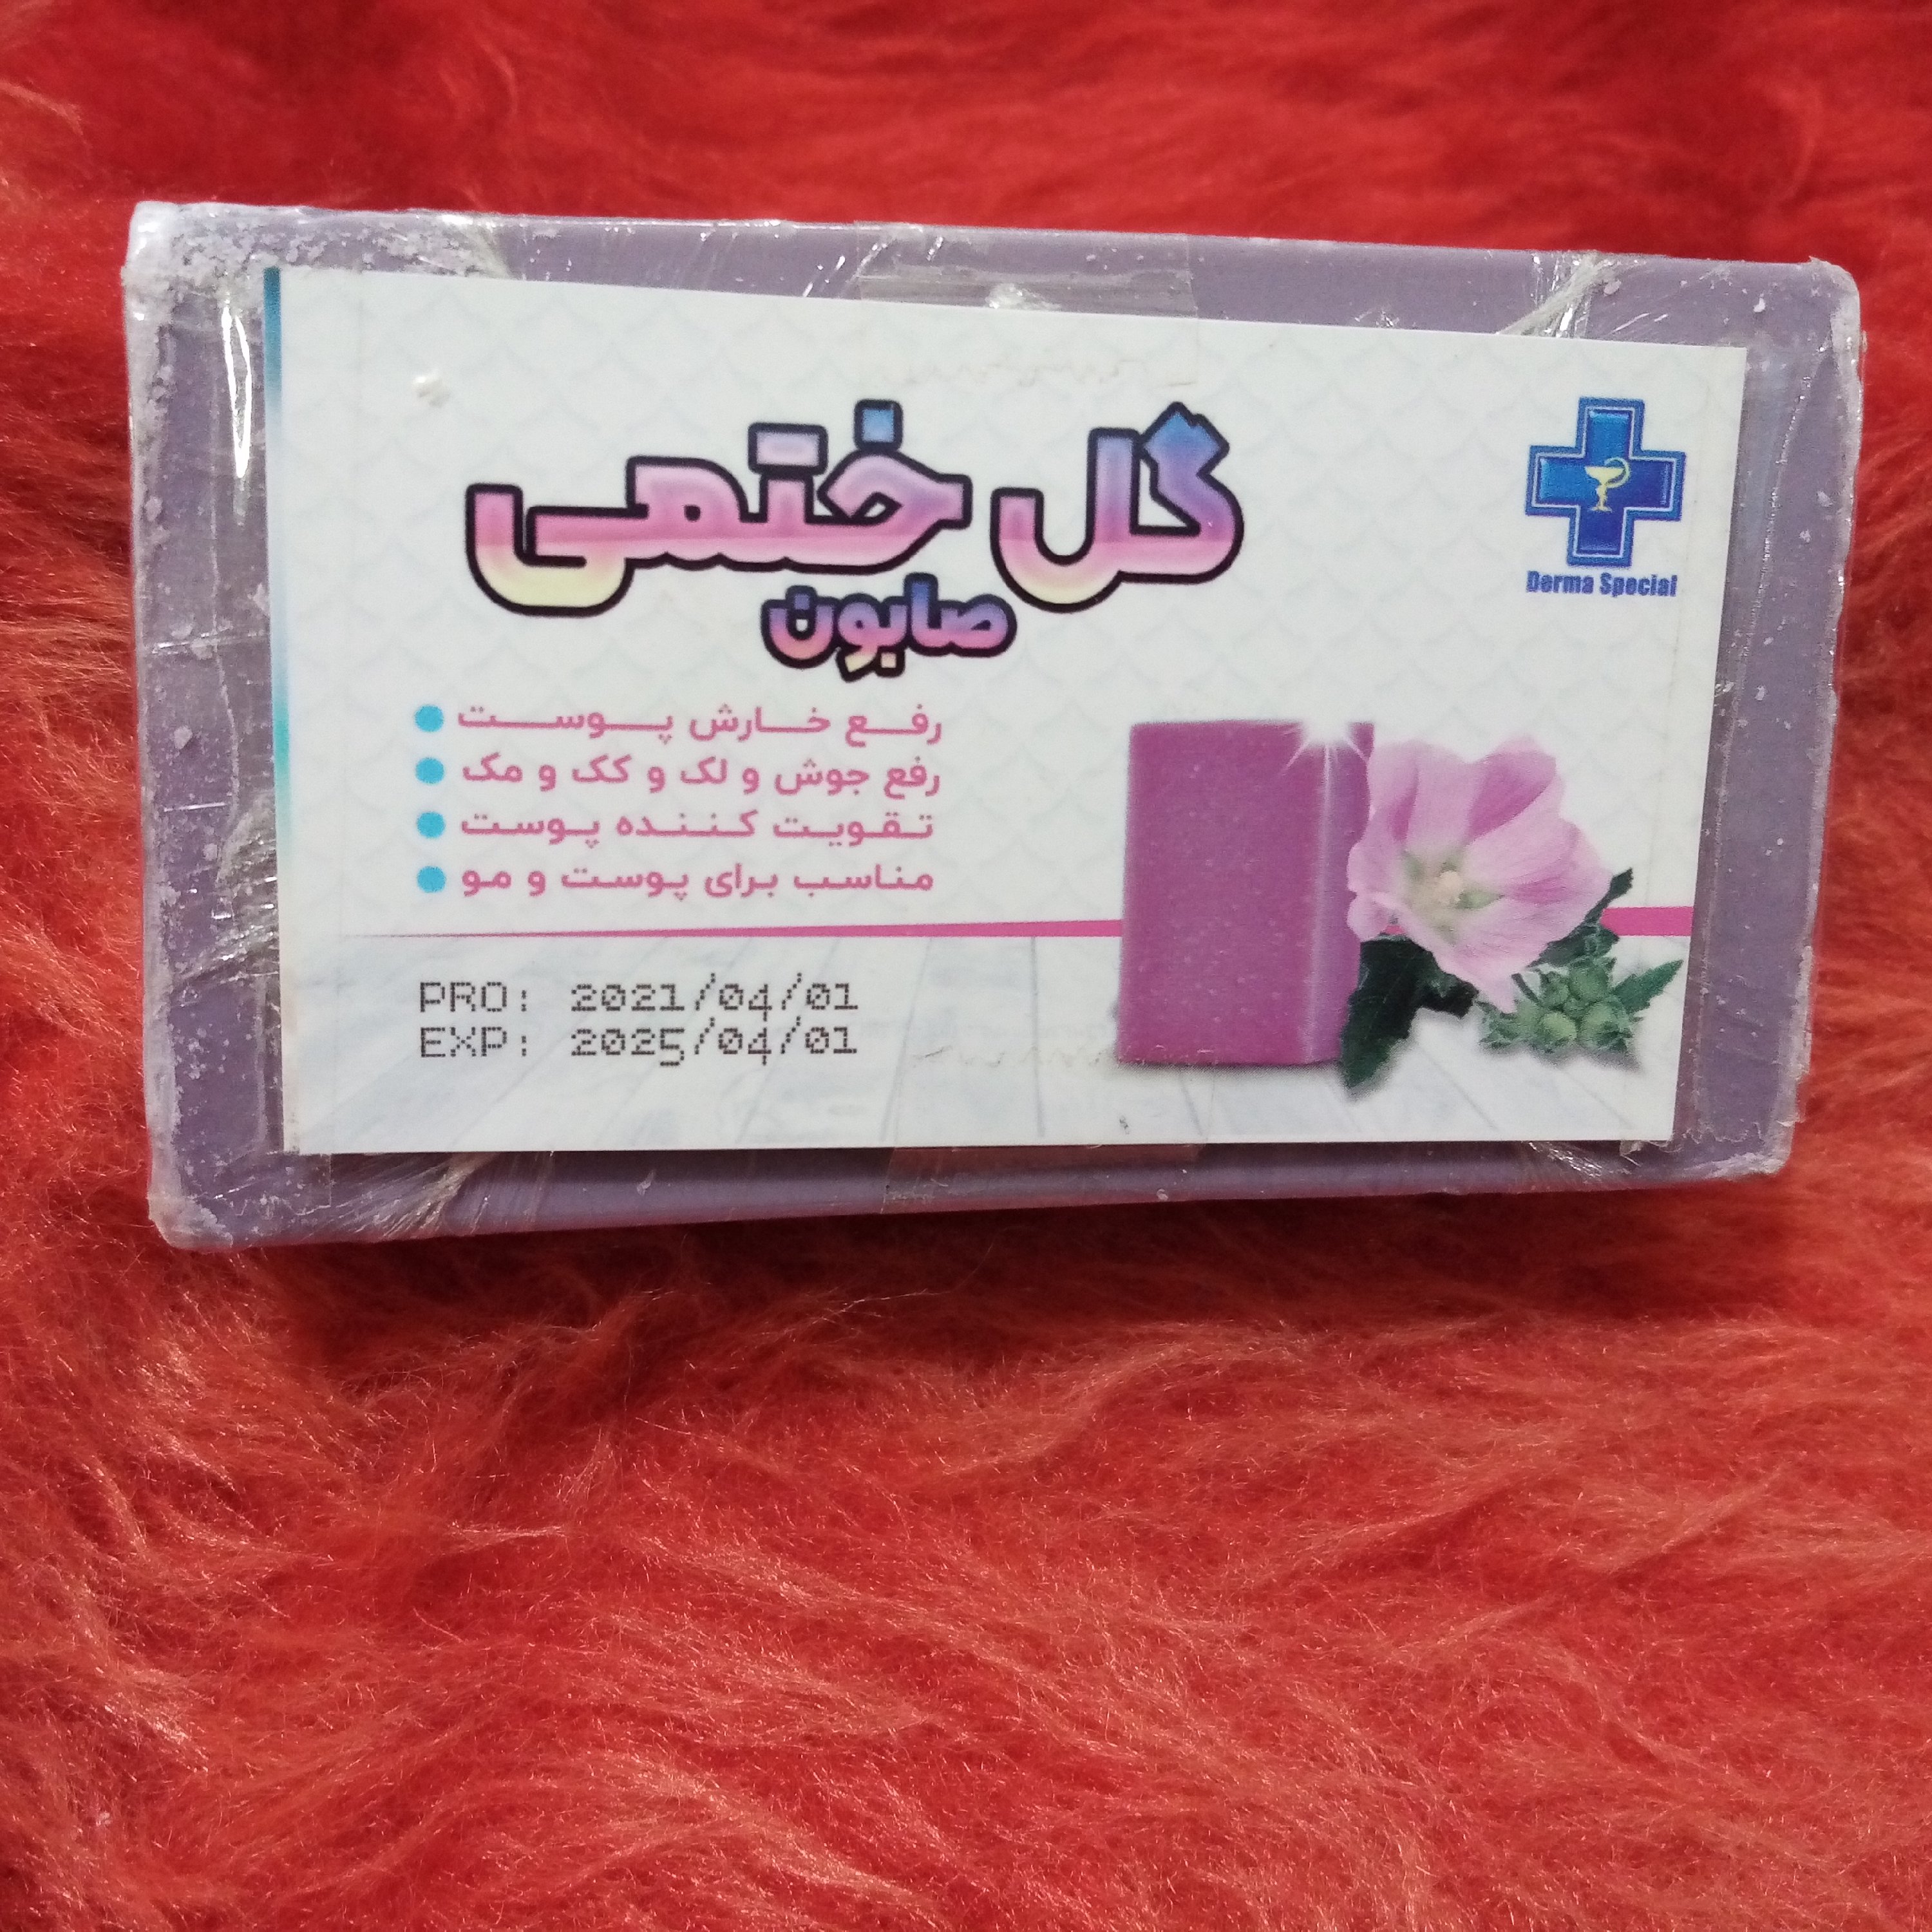 گل ختمی
صابون
Derma Special
رفع خارش پوست
رفع جوش و لک و کک و مک
تقویت کننده پوست
مناسب برای پوست و مو
PRO: 2021/04/01
EXP: 2025/04/01